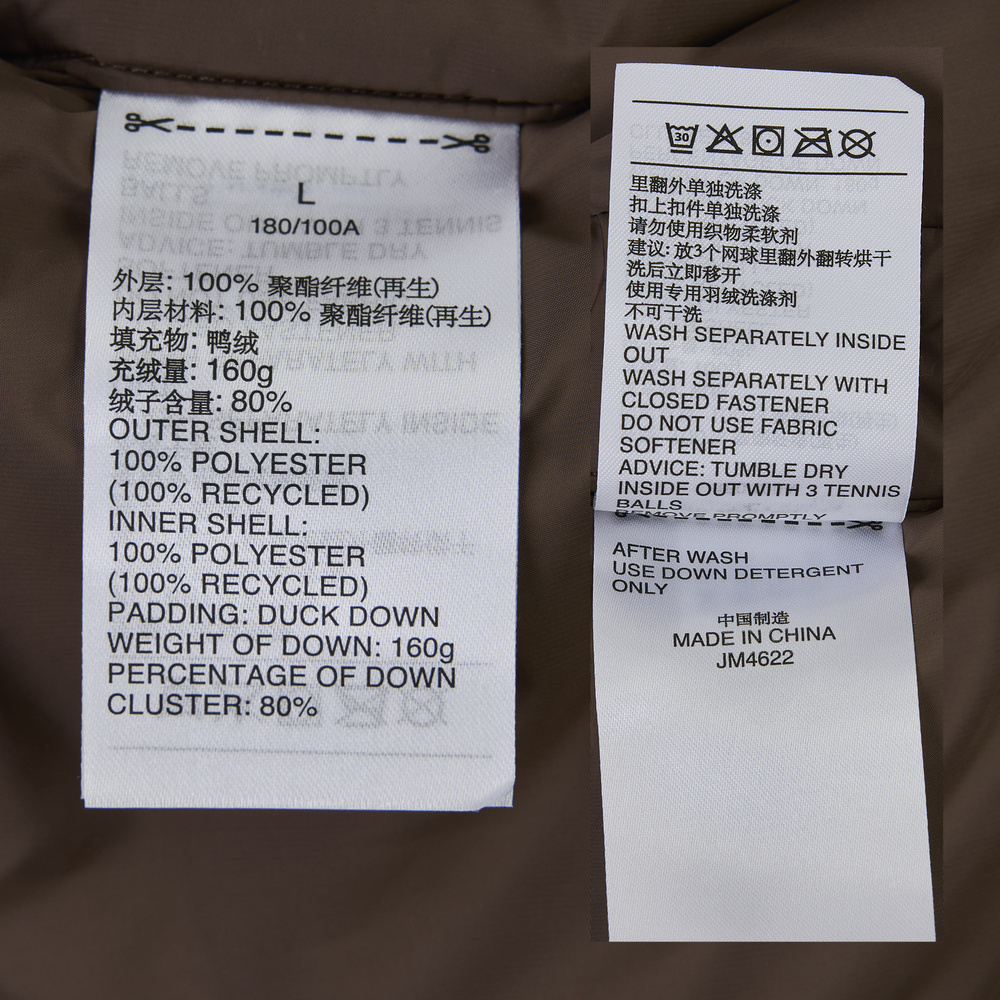 L
180/100A
外层: 100% 聚酯纤维(再生)
内层材料: 100% 聚酯纤维(再生)
填充物: 鸭绒
充绒量: 160g
绒子含量: 80%
OUTER SHELL:
100% POLYESTER
(100% RECYCLED)
INNER SHELL:
100% POLYESTER
(100% RECYCLED)
PADDING: DUCK DOWN
WEIGHT OF DOWN: 160g
PERCENTAGE OF DOWN
CLUSTER: 80%
30
里翻外单独洗涤
扣上扣件单独洗涤
请勿使用织物柔软剂
建议: 放3个网球里翻外翻转烘干
洗后立即移开
使用专用羽绒洗涤剂
不可干洗
WASH SEPARATELY INSIDE
OUT
WASH SEPARATELY WITH
CLOSED FASTENER
DO NOT USE FABRIC
SOFTENER
ADVICE: TUMBLE DRY
INSIDE OUT WITH 3 TENNIS
BALLS
REMOVE PROMPTLY
AFTER WASH
USE DOWN DETERGENT
ONLY
中国制造
MADE IN CHINA
JM4622